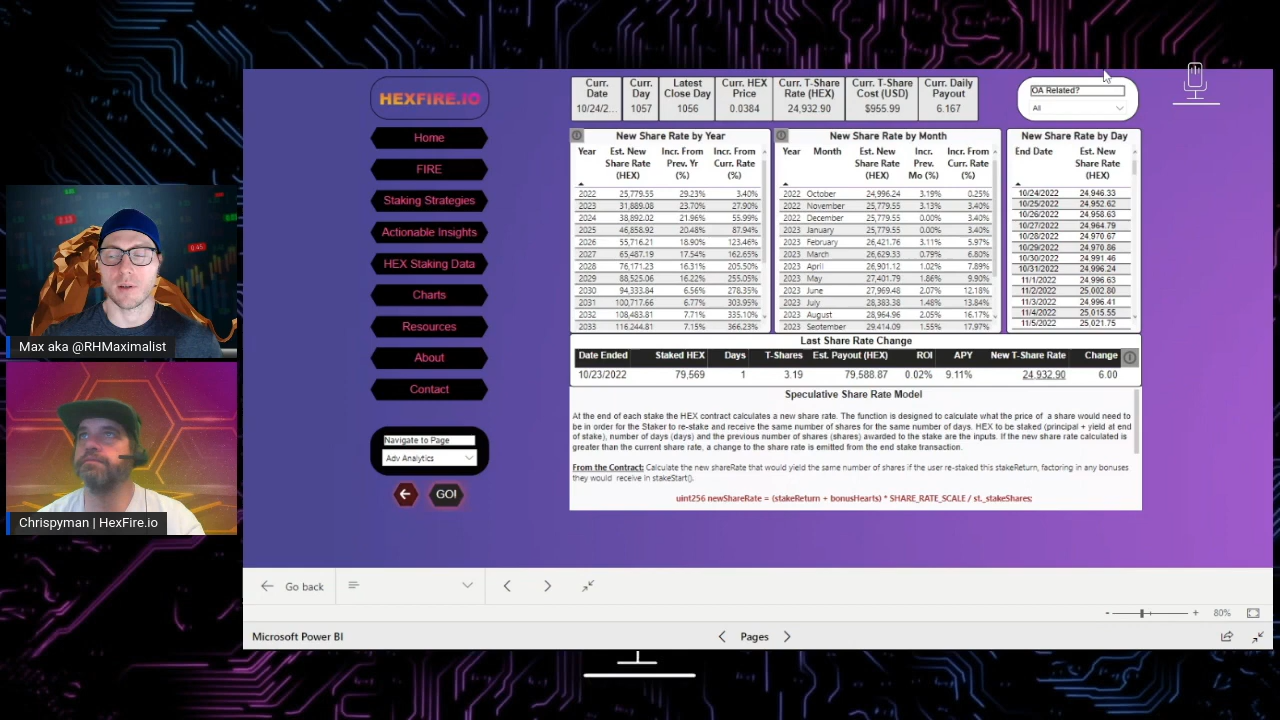 HEXFIRE.IO
Home
FIRE
Staking Strategies
Actionable Insights
HEX Staking Data
Charts
Resources
About
Contact
Navigate to Page
Adv Analytics
GO!
Curr. Date
10/24/2...
Curr. Day
1057
Latest Close Day
1056
Curr. HEX Price
0.0384
Curr. T-Share Rate (HEX)
24,932.90
Curr. T-Share Cost (USD)
$955.99
Curr. Daily Payout
6.167
OA Related?
All
New Share Rate by Year
Year Est. New Share Rate (HEX) Incr. From Prev. Yr (%) Incr. From Curr. Rate (%)
2022 25,779.55 29.23% 3.40%
2023 31,889.08 23.70% 27.90%
2024 38,892.02 21.96% 55.99%
2025 46,858.92 20.48% 87.94%
2026 55,716.21 18.90% 123.46%
2027 65,487.19 17.54% 162.65%
2028 76,171.23 16.31% 205.50%
2029 88,525.06 16.22% 255.05%
2030 94,333.84 6.56% 278.35%
2031 100,717.66 6.77% 303.95%
2032 108,483.81 7.71% 335.10%
2033 116,244.81 7.15% 366.23%
New Share Rate by Month
Year Month Est. New Share Rate (HEX) Incr. Prev. Mo (%) Incr. From Curr. Rate (%)
2022 October 24,996.24 3.19% 0.25%
2022 November 25,779.55 3.13% 3.40%
2022 December 25,779.55 0.00% 3.40%
2023 January 25,779.55 0.00% 3.40%
2023 February 26,421.76 3.11% 5.97%
2023 March 26,629.33 0.79% 6.80%
2023 April 26,901.12 1.02% 7.89%
2023 May 27,401.79 1.86% 9.90%
2023 June 27,969.48 2.07% 12.18%
2023 July 28,383.38 1.48% 13.84%
2023 August 28,964.96 2.05% 16.17%
2023 September 29,414.09 1.55% 17.97%
New Share Rate by Day
End Date Est. New Share Rate (HEX)
10/24/2022 24,946.33
10/25/2022 24,952.62
10/26/2022 24,958.63
10/27/2022 24,964.79
10/28/2022 24,970.67
10/29/2022 24,970.86
10/30/2022 24,991.46
10/31/2022 24,996.24
11/1/2022 24,996.63
11/2/2022 25,002.80
11/3/2022 24,996.41
11/4/2022 25,015.55
11/5/2022 25,021.75
Last Share Rate Change
Date Ended Staked HEX Days T-Shares Est. Payout (HEX) ROI APY New T-Share Rate Change
10/23/2022 79,569 1 3.19 79,588.87 0.02% 9.11% 24,932.90 6.00
Speculative Share Rate Model
At the end of each stake the HEX contract calculates a new share rate. The function is designed to calculate what the price of a share would need to
be in order for the Staker to re-stake and receive the same number of shares for the same number of days. HEX to be staked (principal + yield at end
of stake), number of days (days) and the previous number of shares (shares) awarded to the stake are the inputs. If the new share rate calculated is
greater than the current share rate, a change to the share rate is emitted from the end stake transaction.
From the Contract: Calculate the new shareRate that would yield the same number of shares if the user re-staked this stakeReturn, factoring in any bonuses
they would receive in stakeStart().
uint256 newShareRate = (stakeReturn + bonusHearts) * SHARE_RATE_SCALE / st._stakeShares;
Max aka @RHMaximalist
Chrispyman | HexFire.io
Go back
80%
Microsoft Power BI
Pages